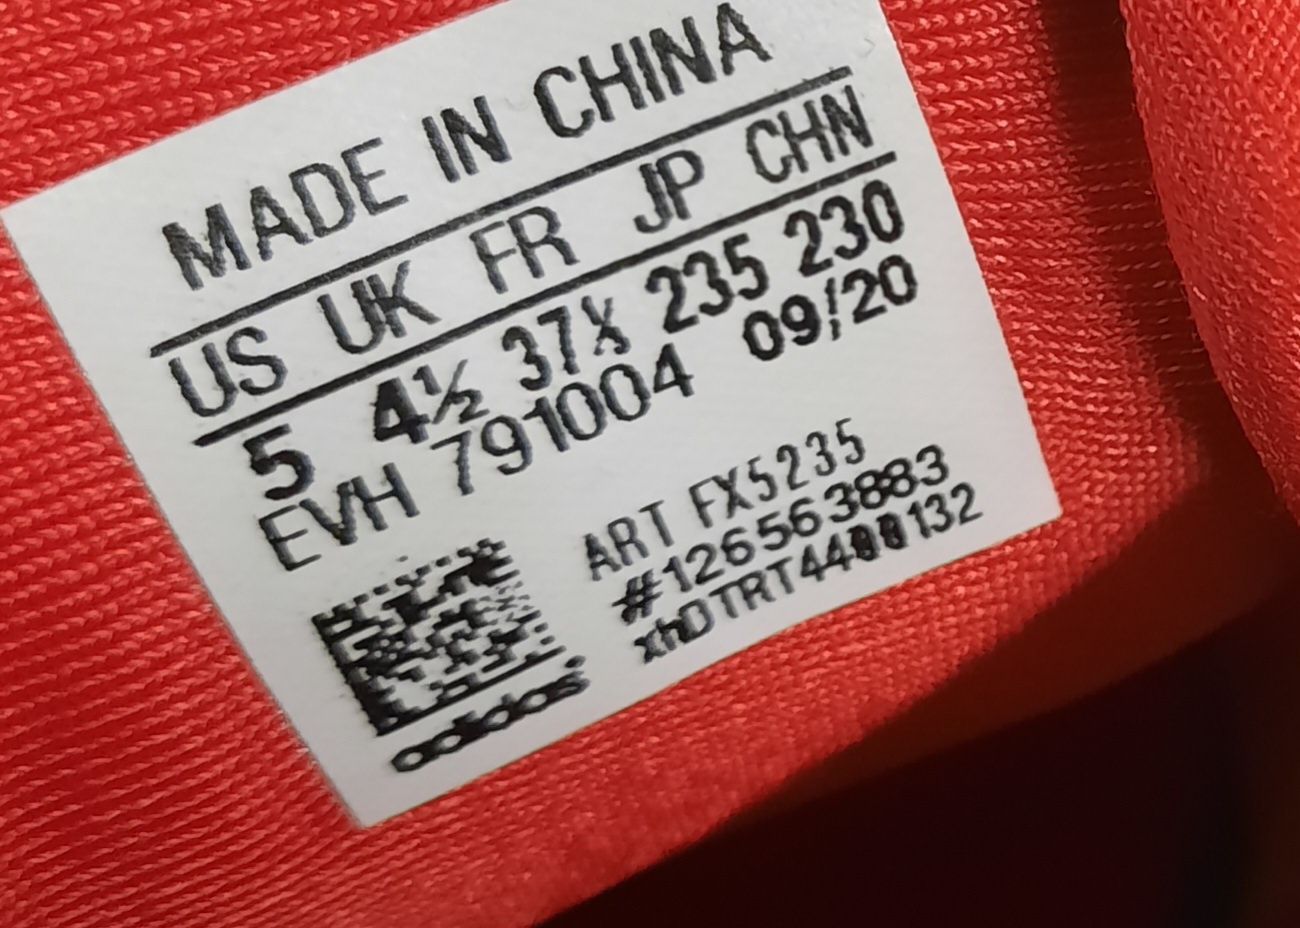 MADE IN CHINA
US UK FR JP CHN
5 4½ 37⅓ 235 230
EVH 791004 09/20
ART FX5235
#126563883
adidas